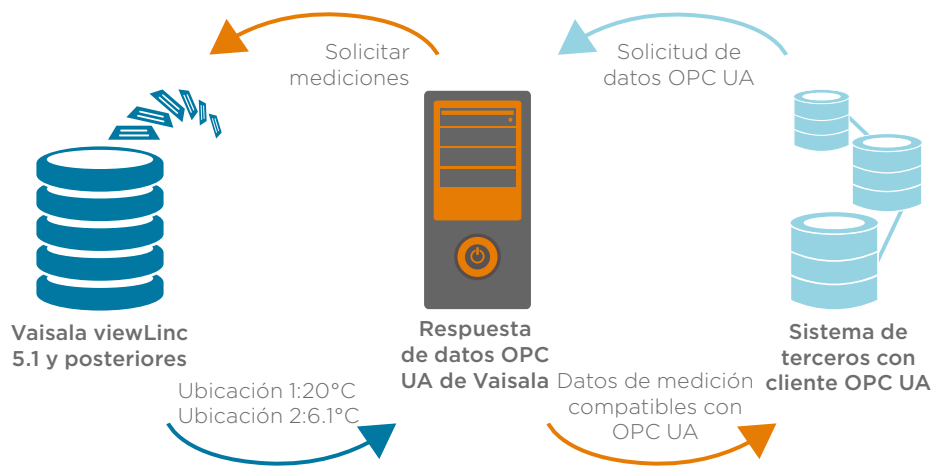 Solicitar
mediciones
Solicitud de
datos OPC UA
Vaisala viewLinc
5.1 y posteriores
Respuesta
de datos OPC
UA de Vaisala
Sistema de
terceros con
cliente OPC UA
Ubicación 1:20°C
Ubicación 2:6.1°C
Datos de medición
compatibles con
OPC UA